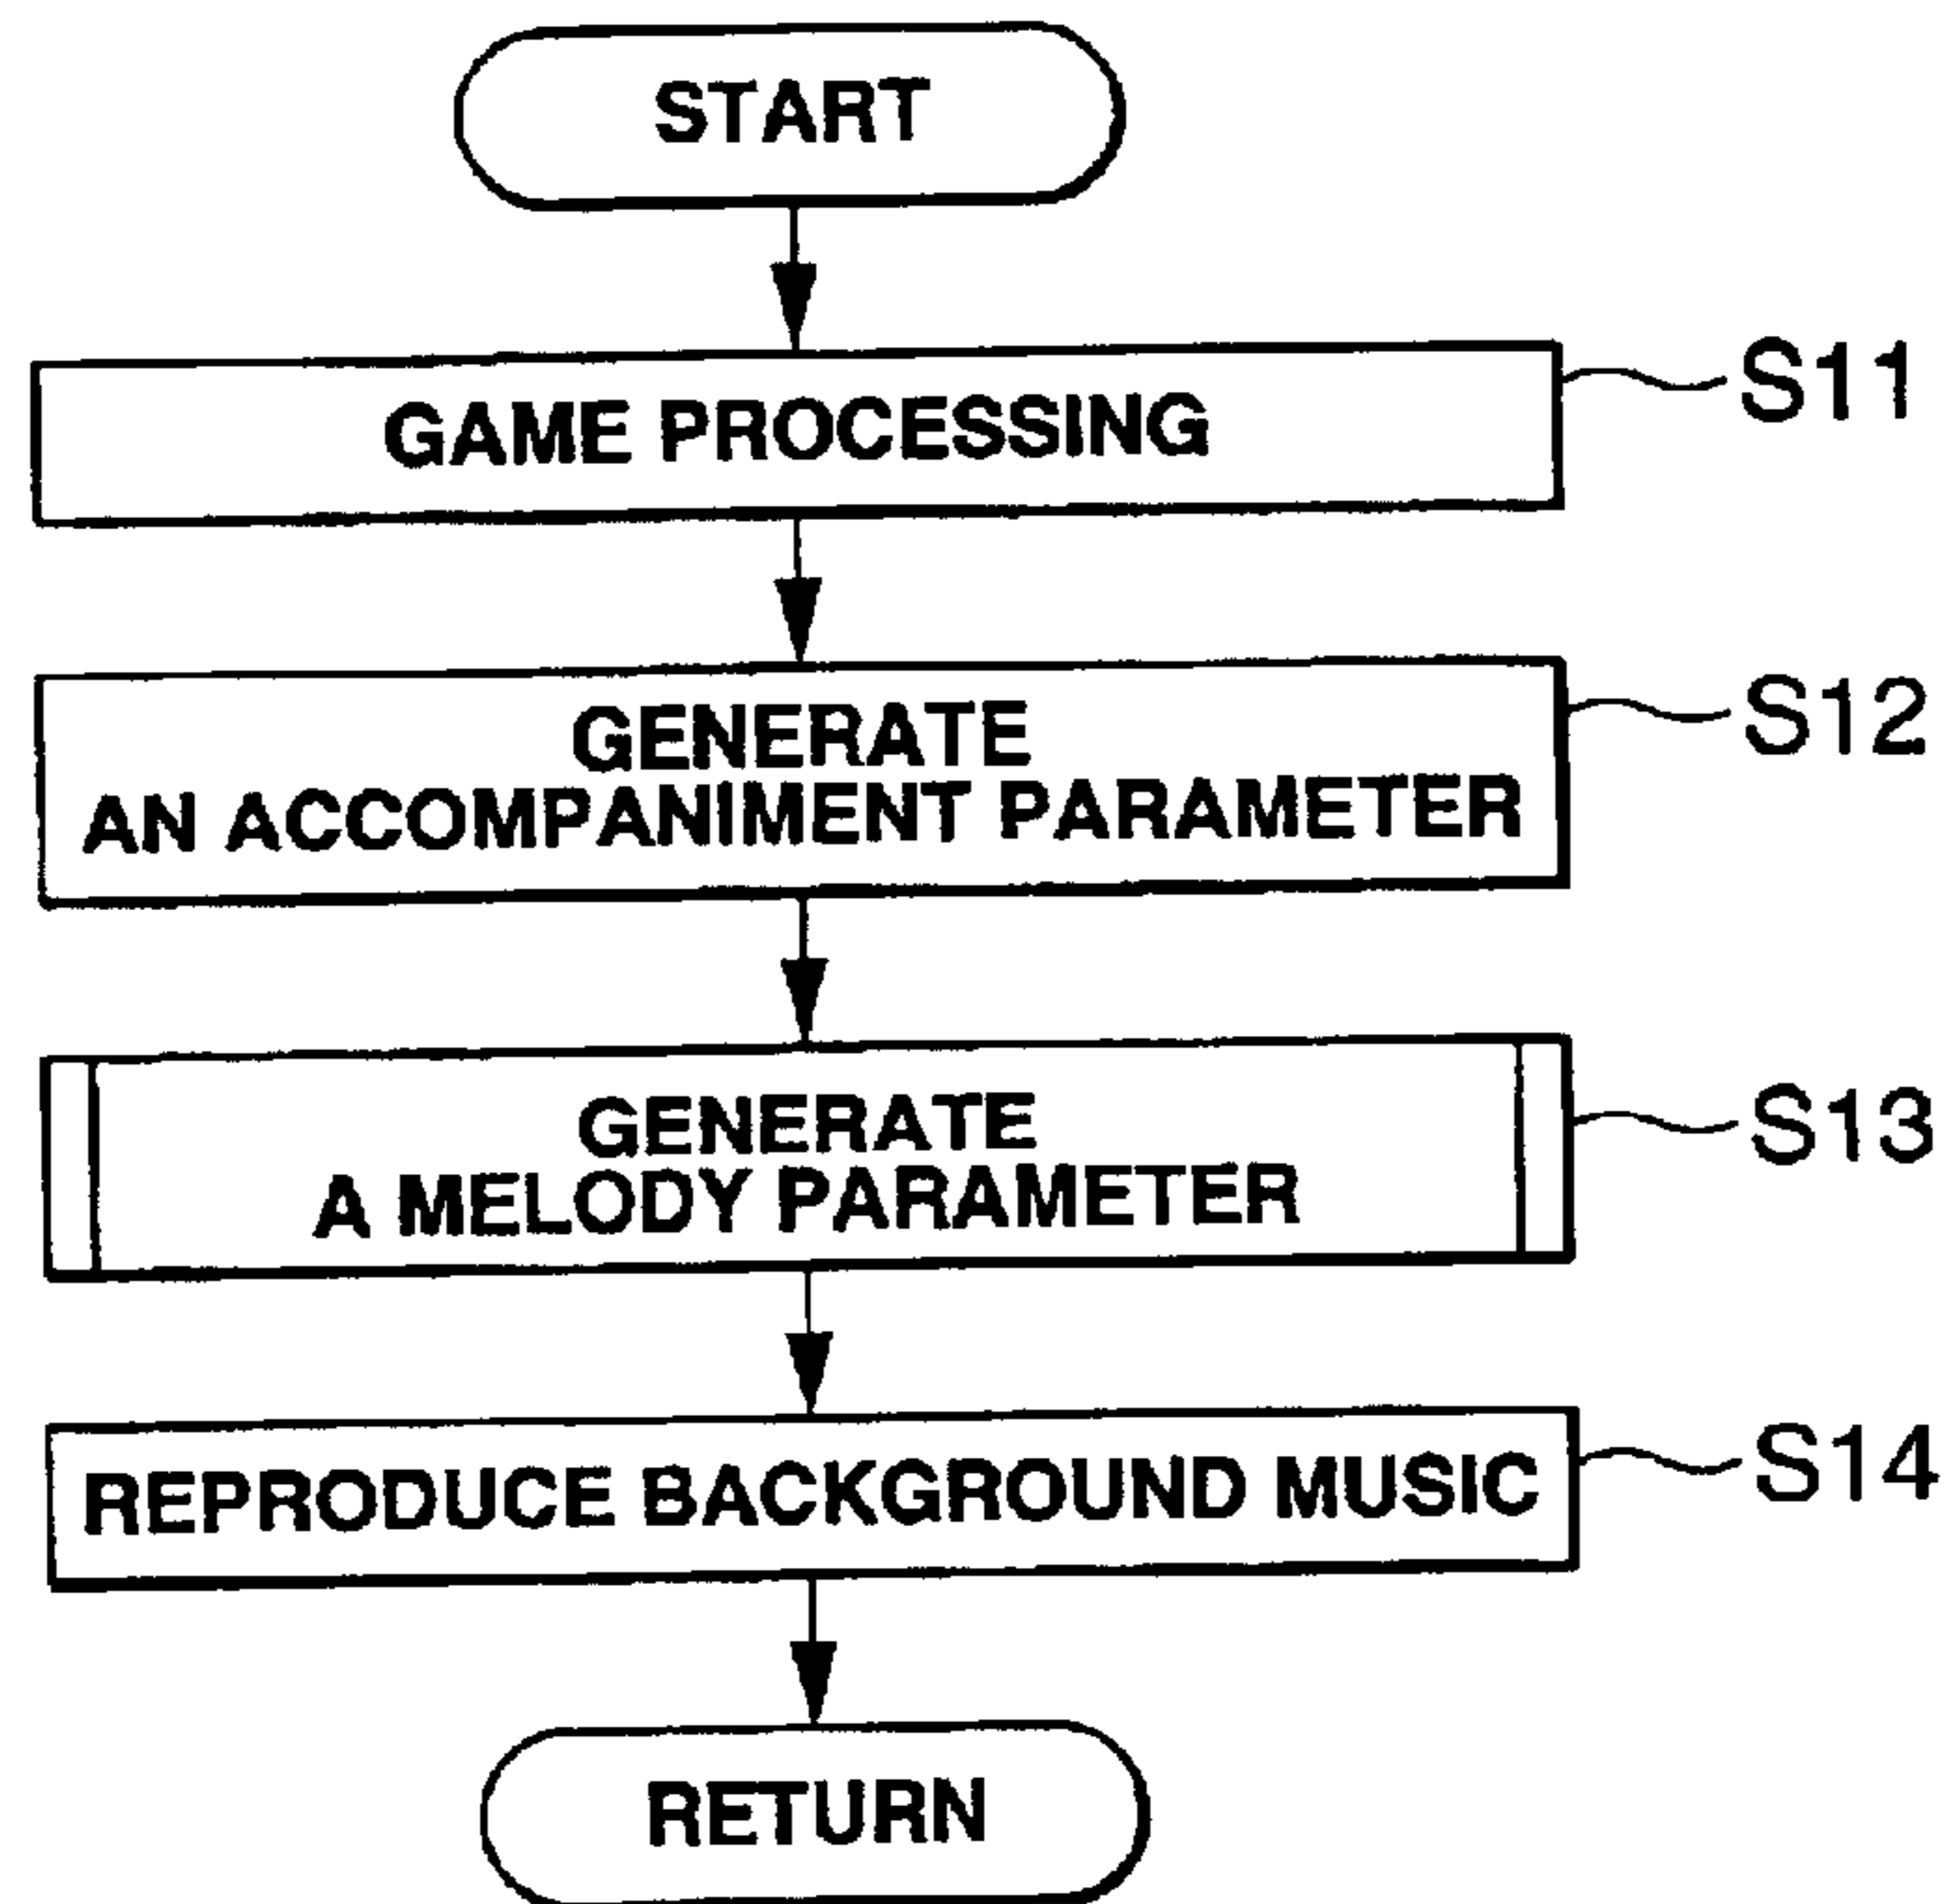 START
GAME PROCESSING
S11
GENERATE
AN ACCOMPANIMENT PARAMETER
S12
GENERATE
A MELODY PARAMETER
S13
REPRODUCE BACKGROUND MUSIC
S14
RETURN